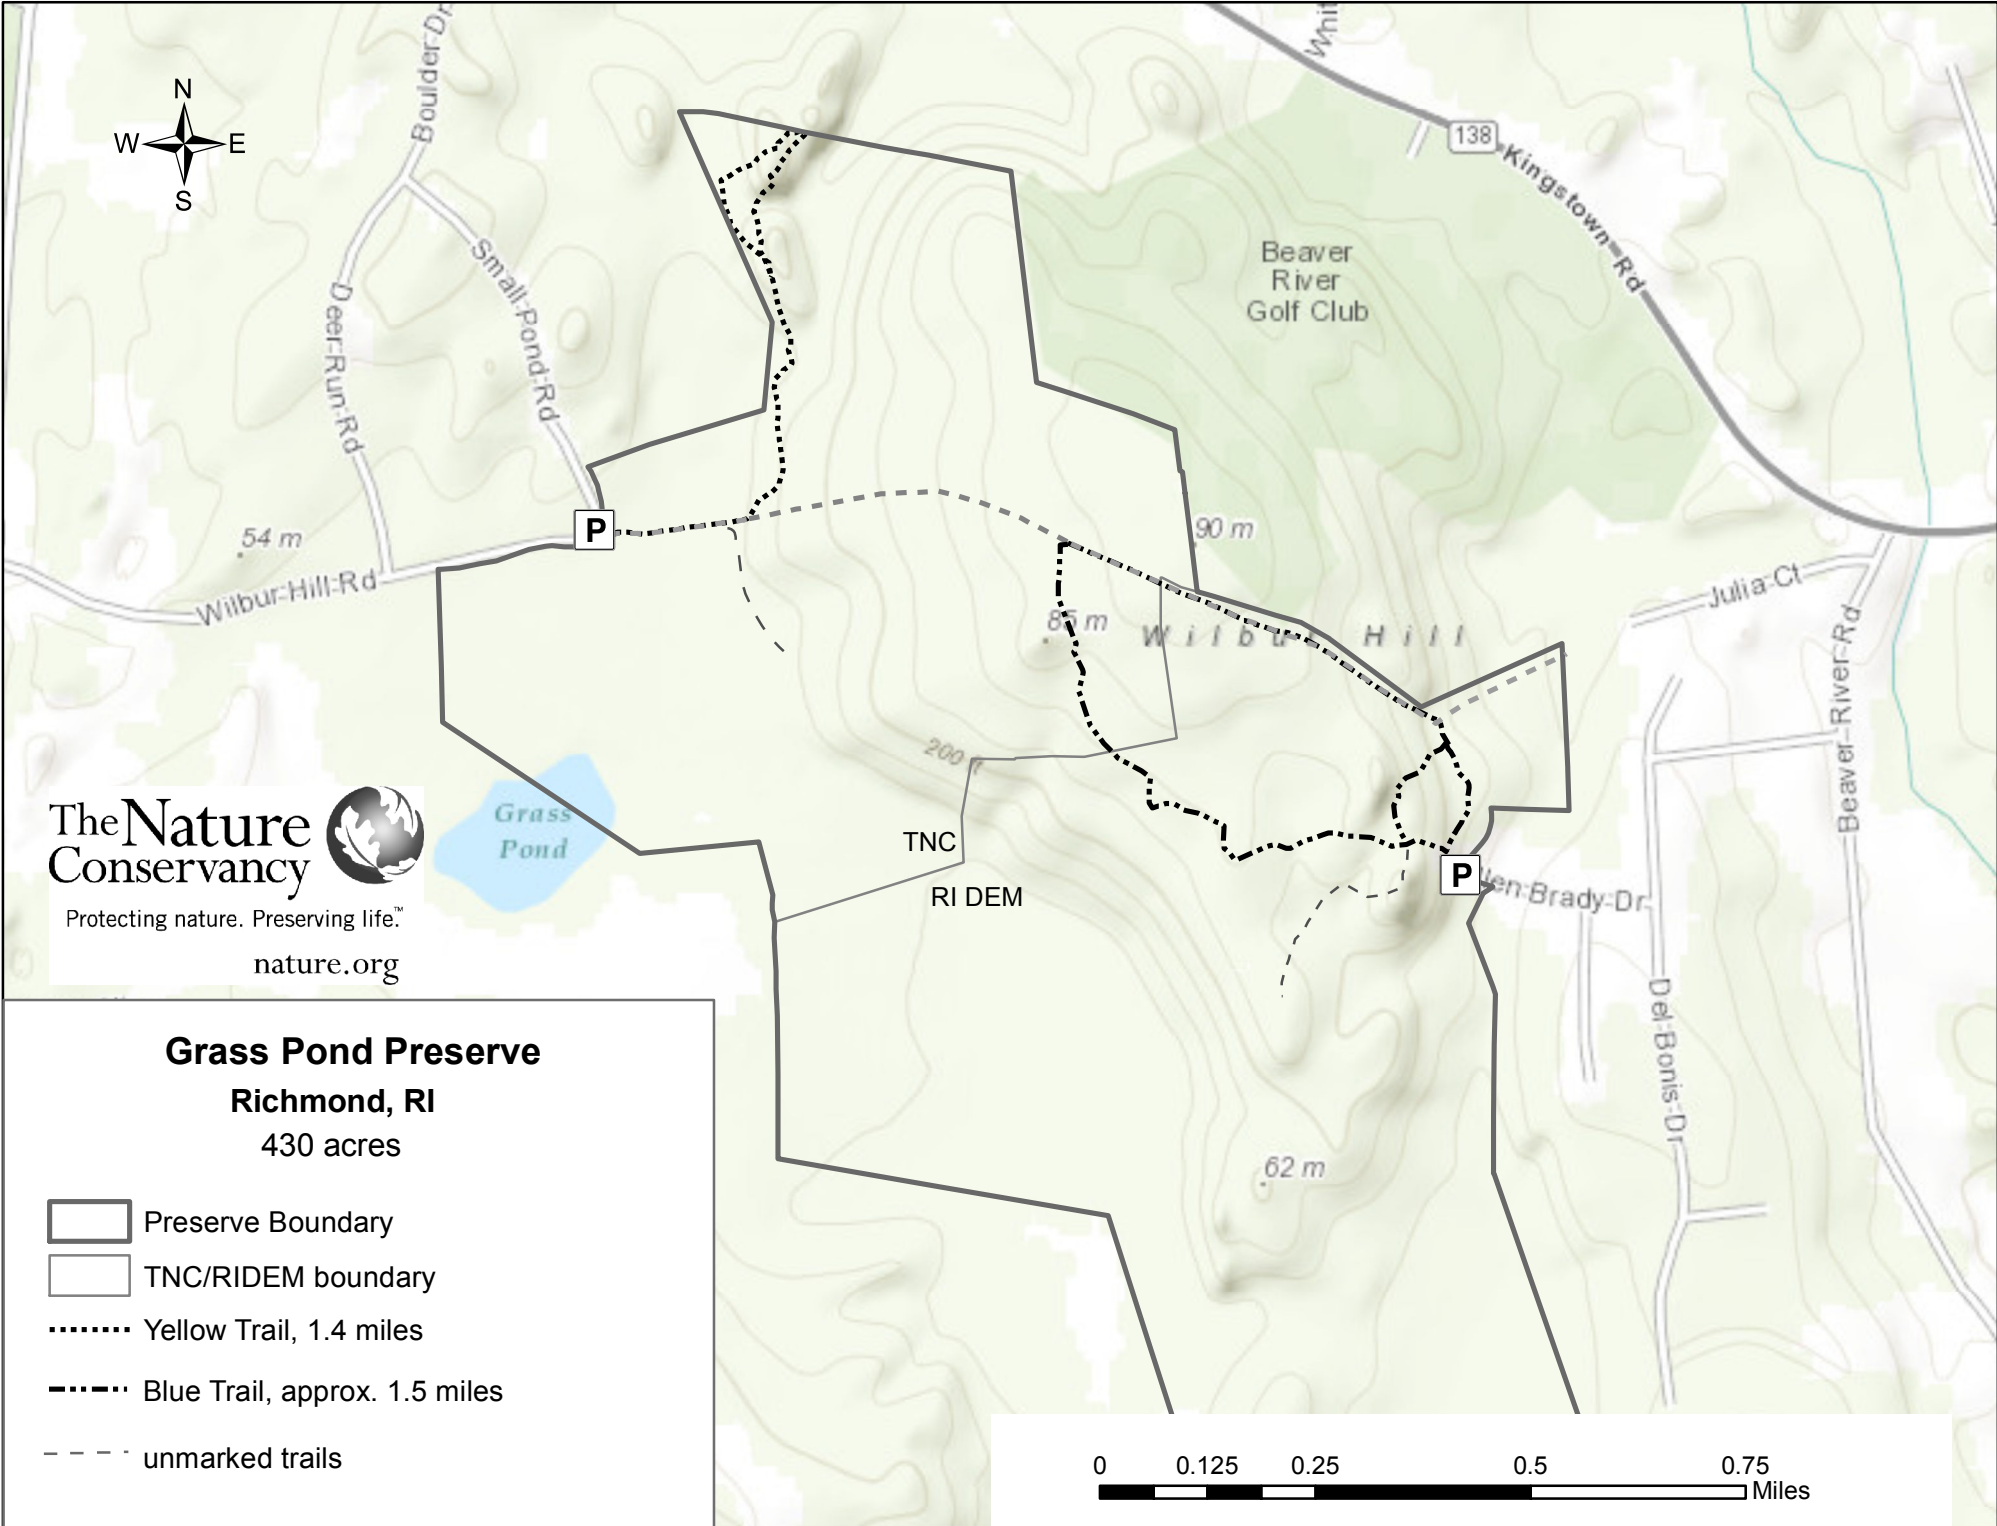 Boulder-Dr
Whit
N
W E
S
138
Kingstown Rd
Small-Pond-Rd
Deer-Run-Rd
Beaver
River
Golf Club
54 m
90 m
Wilbur-Hill-Rd
Julia Ct
85 m
Wilbur Hill
Beaver-River-Rd
200 ft
The Nature
Conservancy
Protecting nature. Preserving life.™
nature.org
Grass
Pond
TNC
RI DEM
P
P
len-Brady-Dr
Del-Bonis-Dr
62 m
Grass Pond Preserve
Richmond, RI
430 acres
Preserve Boundary
TNC/RIDEM boundary
Yellow Trail, 1.4 miles
Blue Trail, approx. 1.5 miles
unmarked trails
0 0.125 0.25 0.5 0.75
Miles